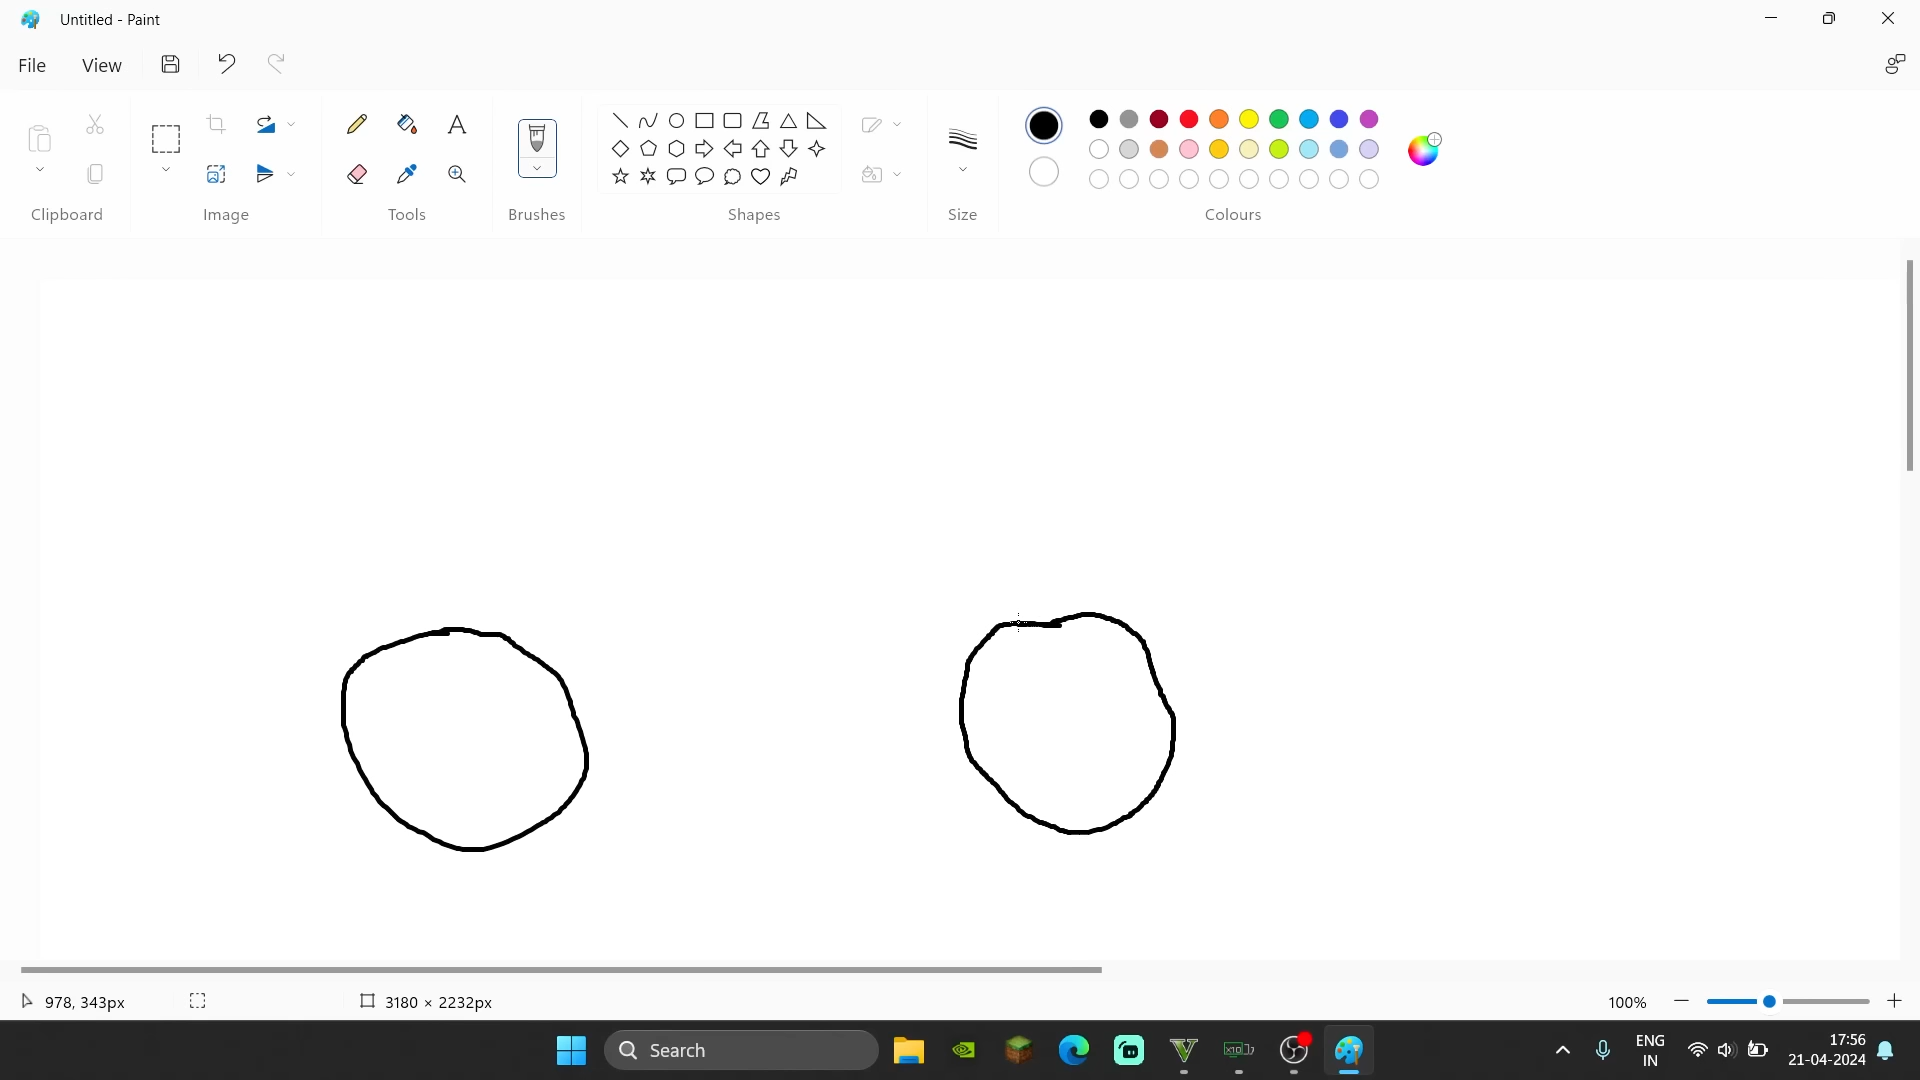 Untitled - Paint
File View
Clipboard Image Tools Brushes Shapes Size Colours
978, 343px 3180 × 2232px 100%
Search
ENG
IN
17:56
21-04-2024